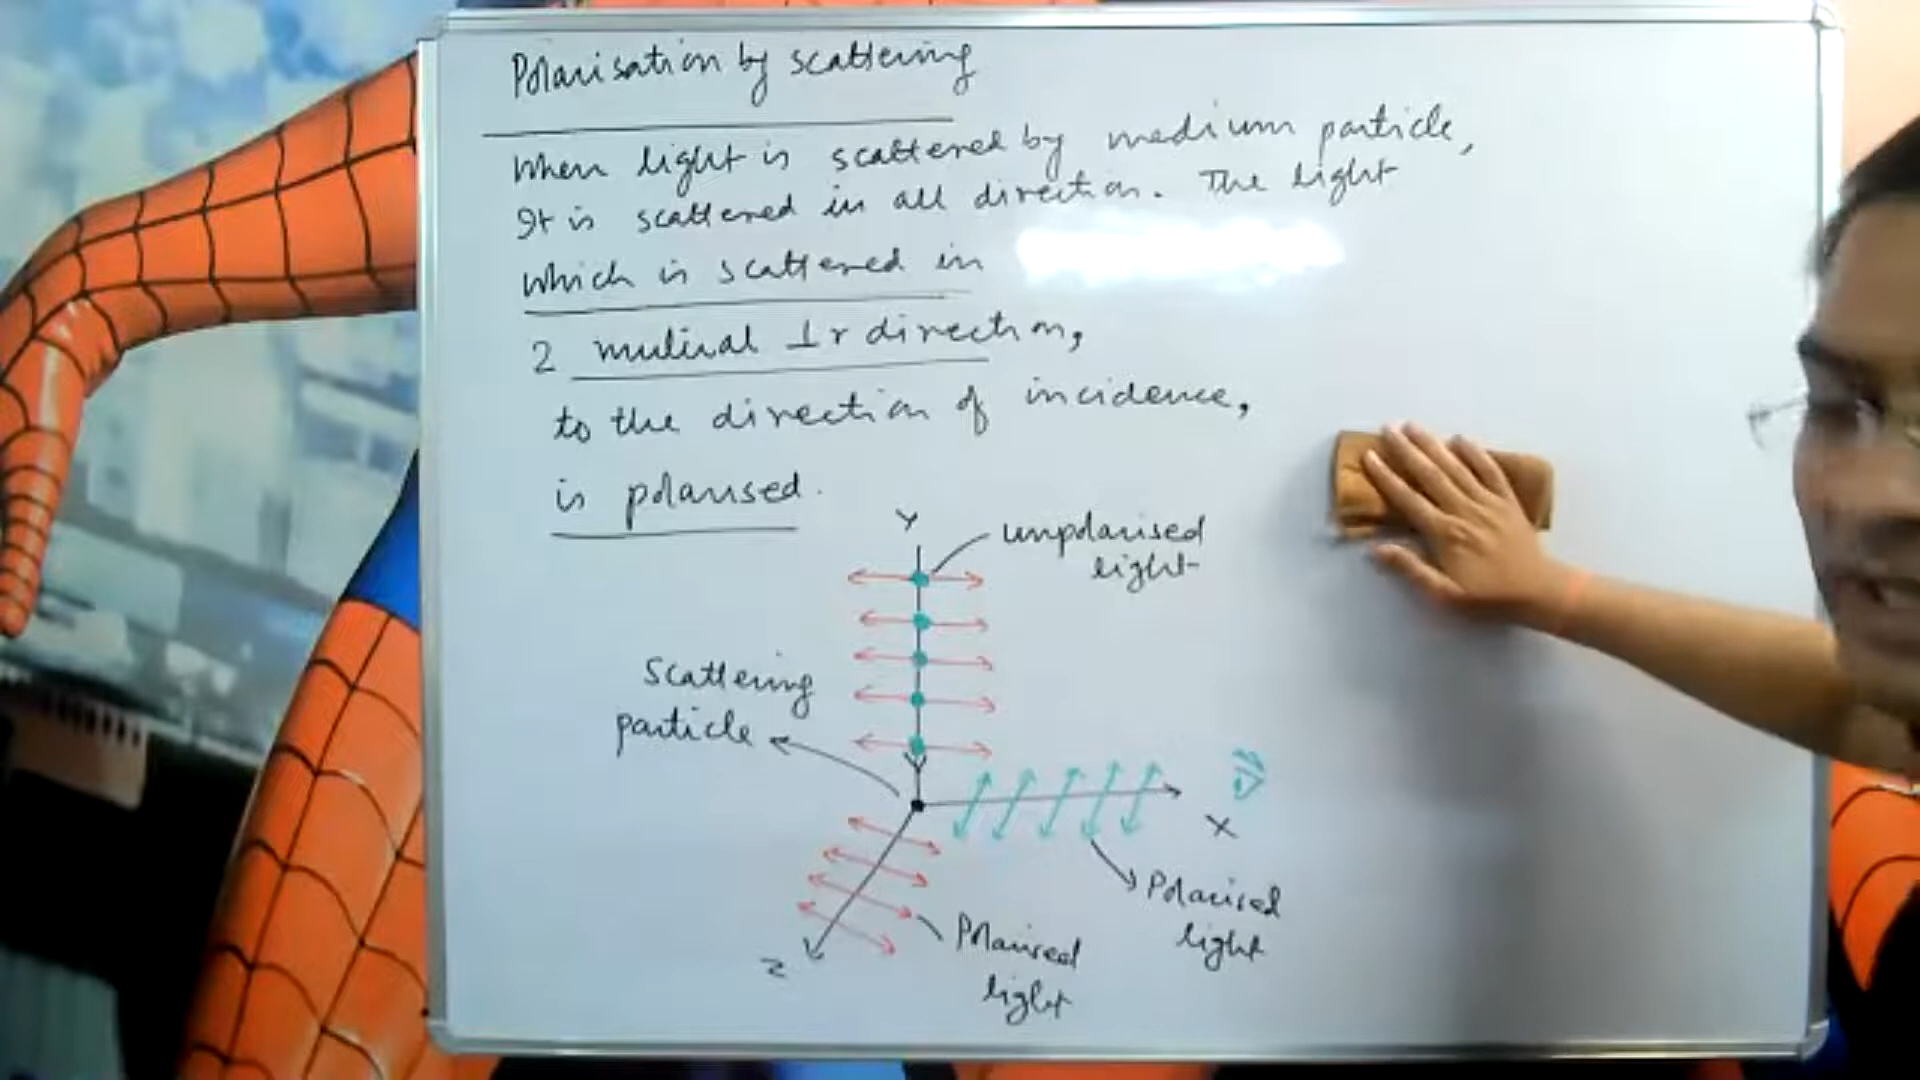 Polarisation by scattering
When light is scattered by medium particle,
It is scattered in all direction. The light
which is scattered in
2 mutual ⊥r direction,
to the direction of incidence,
is polarised.
Y
unpolarised
light
Scattering
particle
X
Polarised
light
Z
Polarised
light